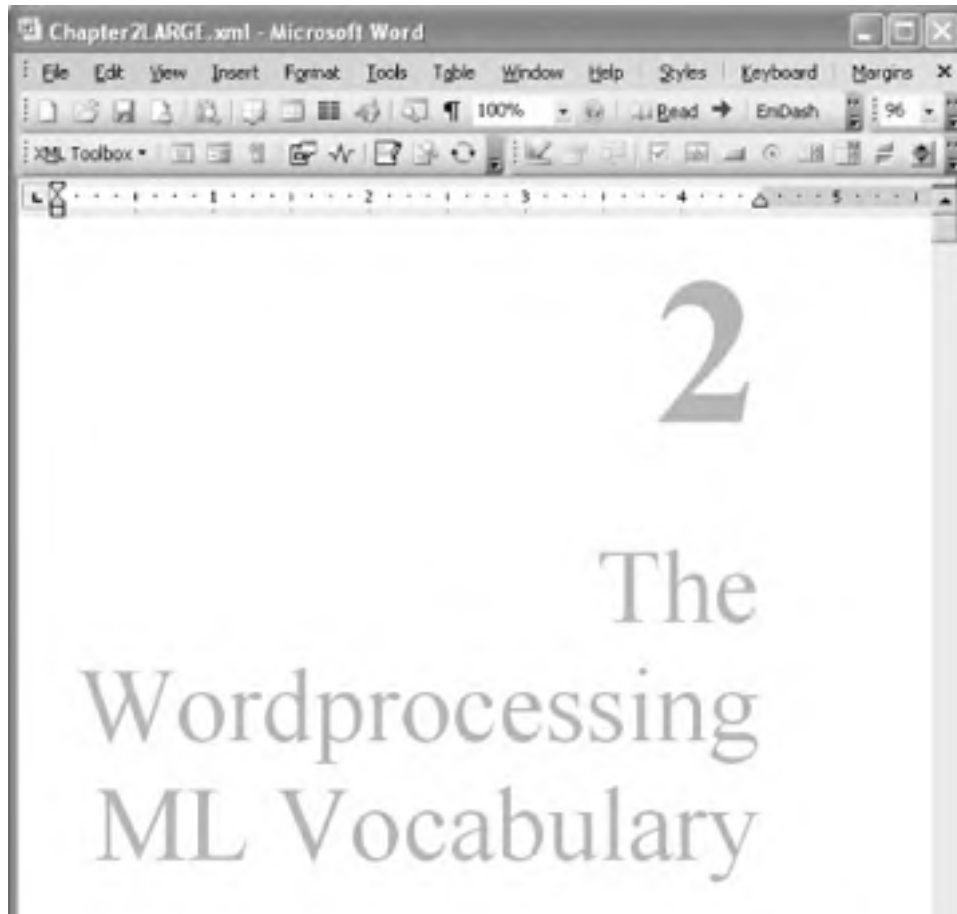 Chapter2LARGE.xml - Microsoft Word
File Edit View Insert Format Tools Table Window Help Styles Keyboard Margins
100% Read EmDash 96
XML Toolbox
1 2 3 4 5
2
The
Wordprocessing
ML Vocabulary